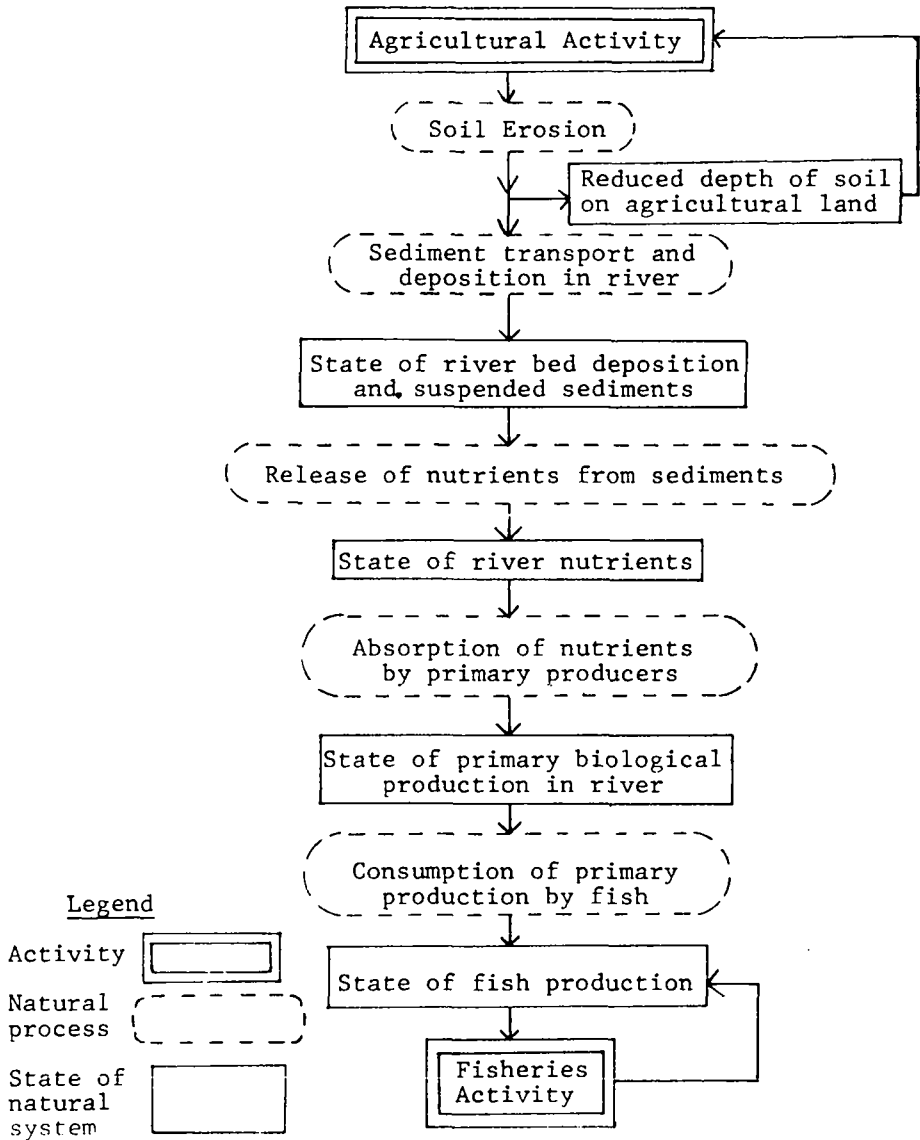 Agricultural Activity
Soil Erosion
Reduced depth of soil
on agricultural land
Sediment transport and
deposition in river
State of river bed deposition
and. suspended sediments
Release of nutrients from sediments
State of river nutrients
Absorption of nutrients
by primary producers
State of primary biological
production in river
Consumption of primary
production by fish
State of fish production
Fisheries
Activity
Legend
Activity
Natural
process
State of
natural
system